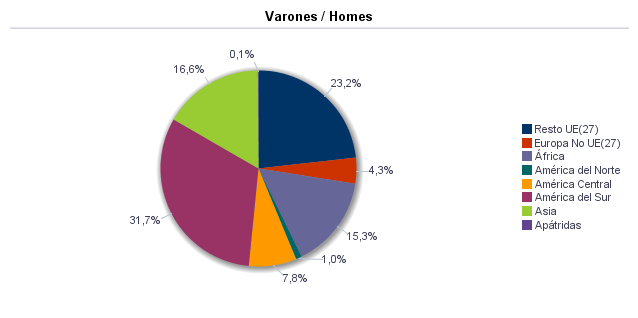 Varones / Homes
0,1%
16,6%
23,2%
4,3%
31,7%
15,3%
1,0%
7,8%
Resto UE(27)
Europa No UE(27)
África
América del Norte
América Central
América del Sur
Asia
Apátridas